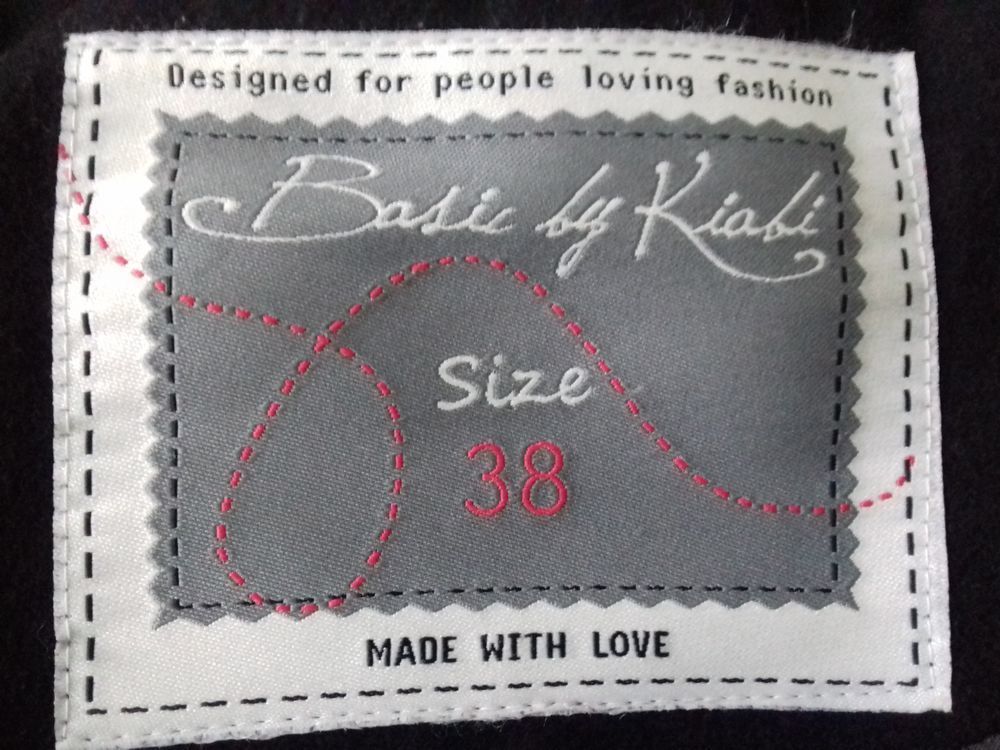 Designed for people loving fashion
Basic by Kiabi
Size
38
MADE WITH LOVE